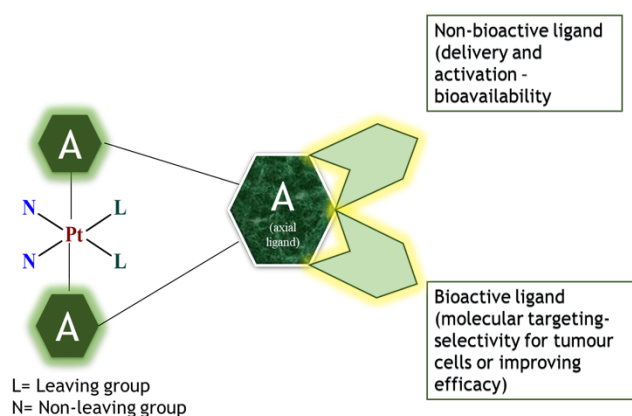 Non-bioactive ligand
(delivery and
activation –
bioavailability
A
N
L
Pt
N
L
A
A
(axial
ligand)
Bioactive ligand
(molecular targeting-
selectivity for tumour
cells or improving
efficacy)
L= Leaving group
N= Non-leaving group